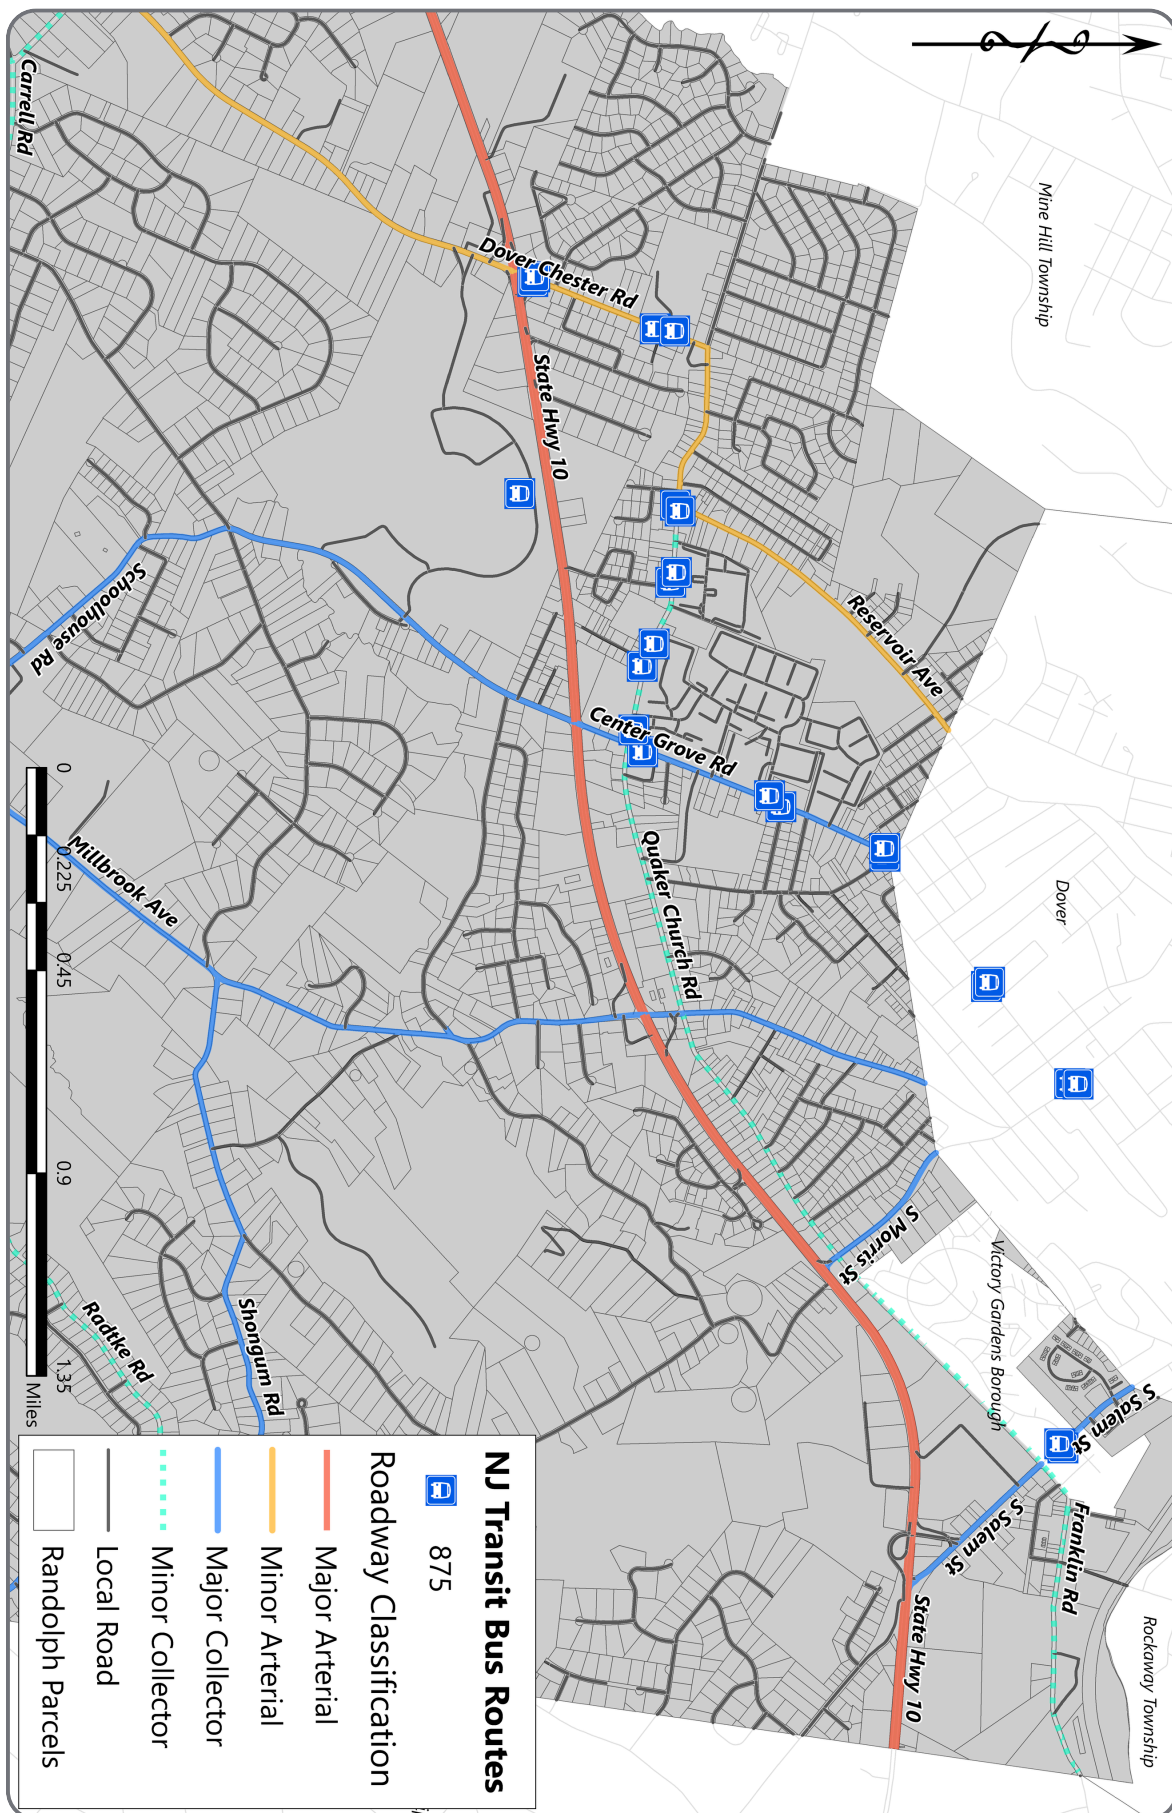 Mine Hill Township
Dover
Victory Gardens Borough
Rockaway Township
Carrell Rd
Dover Chester Rd
State Hwy 10
Reservoir Ave
Center Grove Rd
Quaker Church Rd
S Morris St
S Salem St
S Salem St
Franklin Rd
State Hwy 10
Schoolhouse Rd
Millbrook Ave
Shongum Rd
Radtke Rd
0 0.225 0.45 0.9 1.35
Miles
NJ Transit Bus Routes
875
Roadway Classification
Major Arterial
Minor Arterial
Major Collector
Minor Collector
Local Road
Randolph Parcels